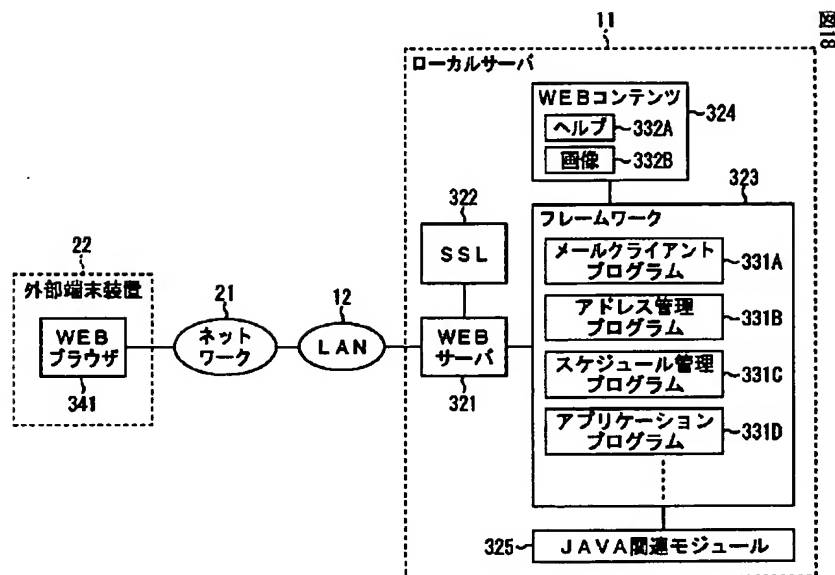 図18
11
ローカルサーバ
WEBコンテンツ
ヘルプ
332A
画像
332B
324
323
フレームワーク
メールクライアント
プログラム
331A
アドレス管理
プログラム
331B
スケジュール管理
プログラム
331C
アプリケーション
プログラム
331D
325
JAVA関連モジュール
322
SSL
WEB
サーバ
321
12
LAN
21
ネット
ワーク
22
外部端末装置
WEB
ブラウザ
341